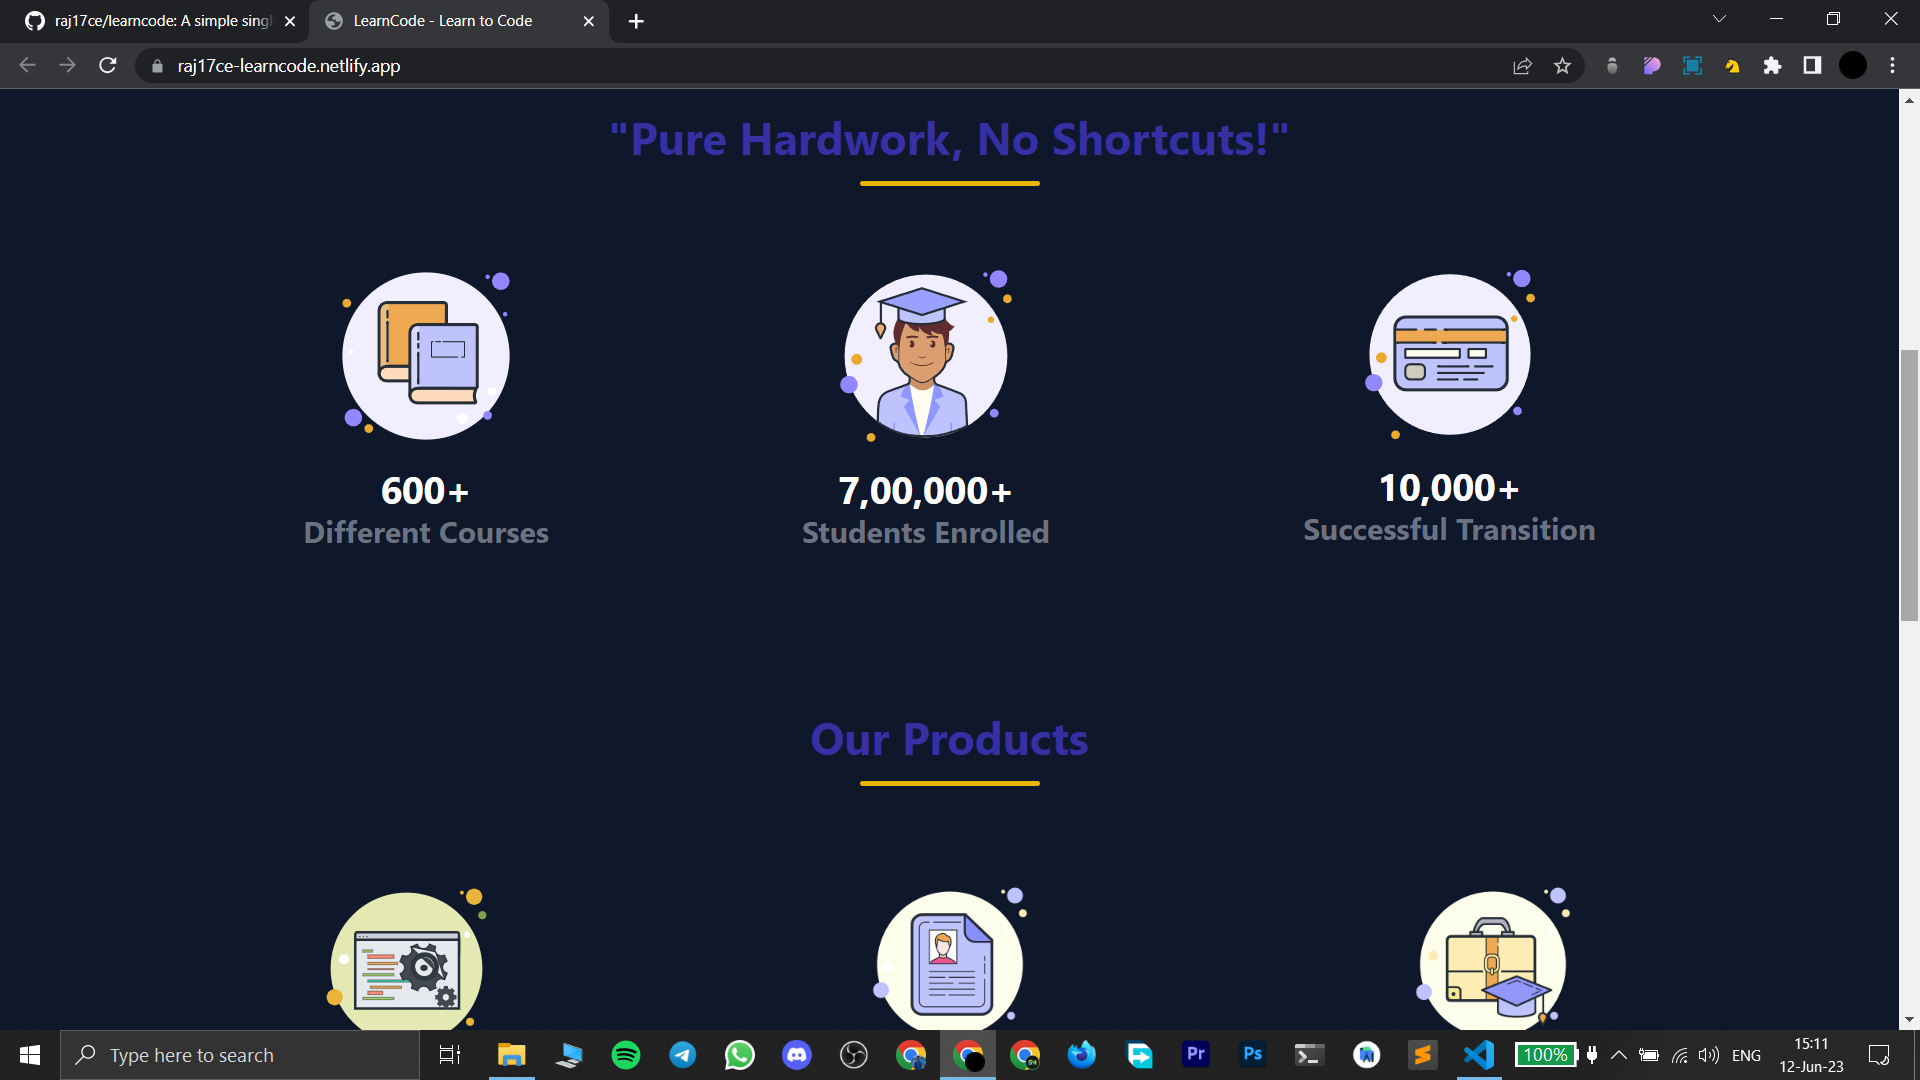 raj17ce/learncode: A simple singl
LearnCode - Learn to Code
raj17ce-learncode.netlify.app
"Pure Hardwork, No Shortcuts!"
600+
Different Courses
7,00,000+
Students Enrolled
10,000+
Successful Transition
Our Products
Type here to search
Pr
Ps
100%
ENG
15:11
12-Jun-23